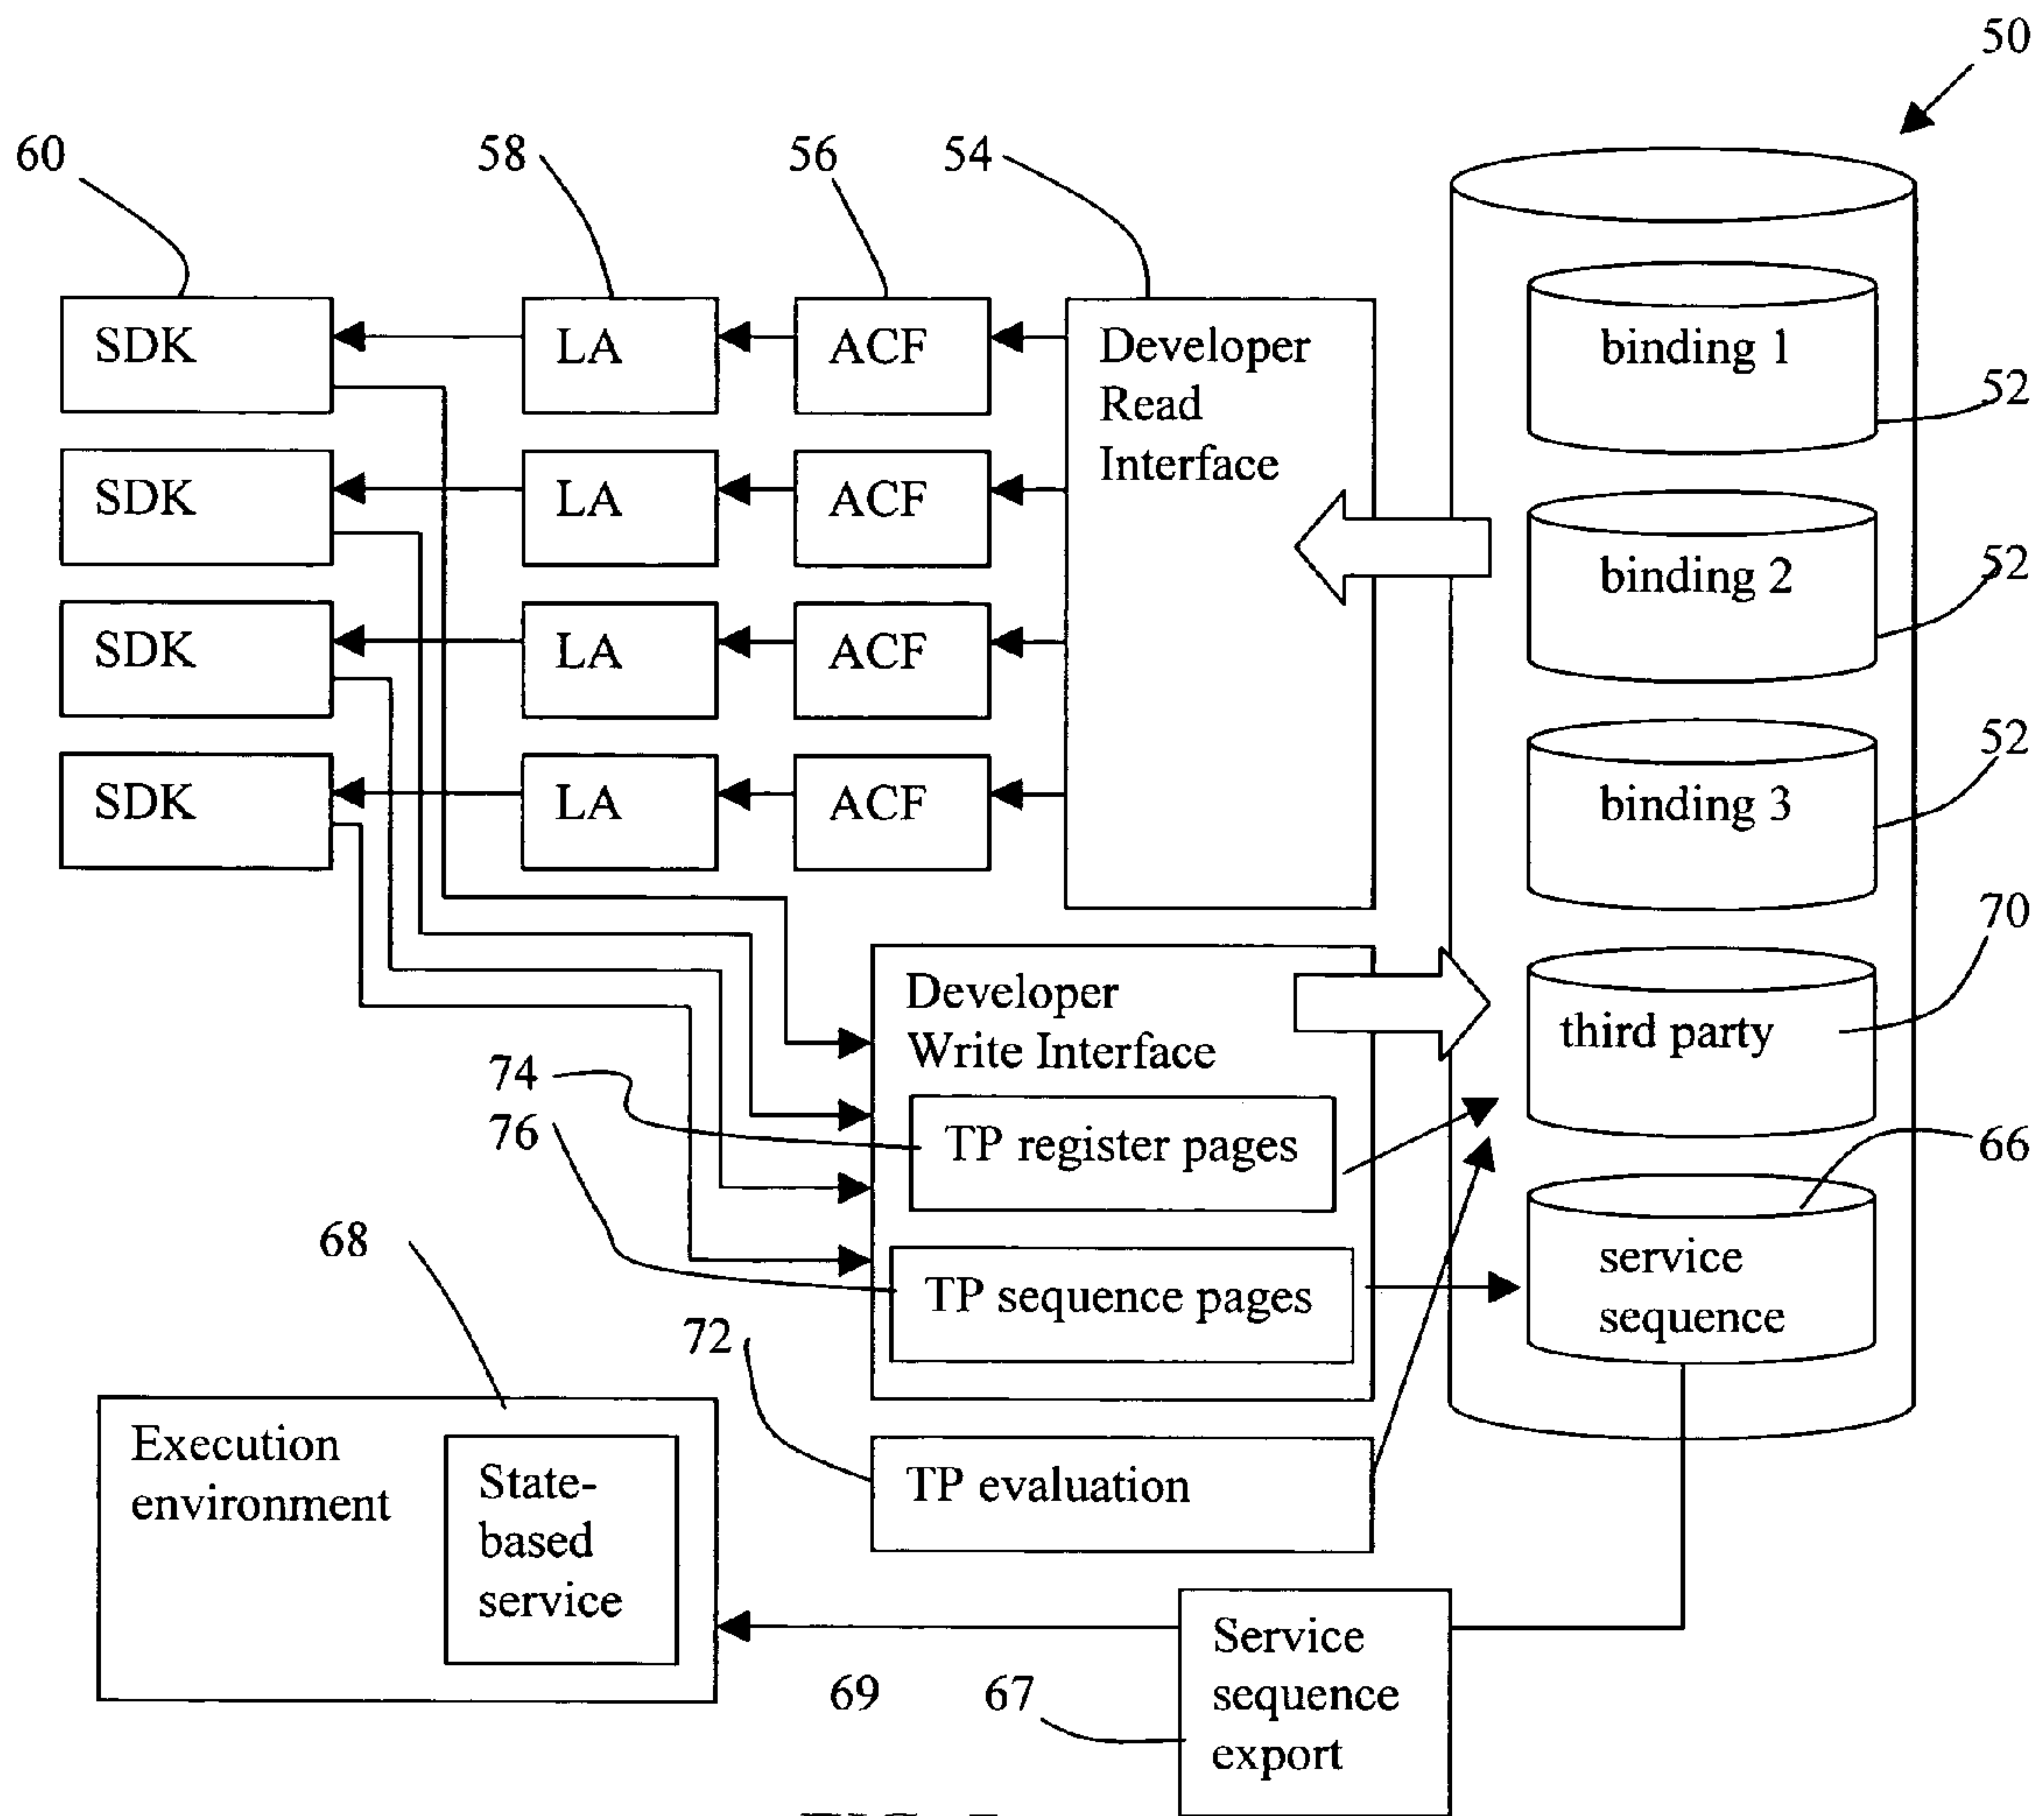 50
60
58
56
54
SDK
LA
ACF
Developer
Read
Interface
binding 1
52
SDK
LA
ACF
binding 2
52
SDK
LA
ACF
binding 3
52
SDK
LA
ACF
70
Developer
Write Interface
third party
74
76
TP register pages
66
68
TP sequence pages
service
sequence
72
Execution
environment
State-
based
service
TP evaluation
69
67
Service
sequence
export